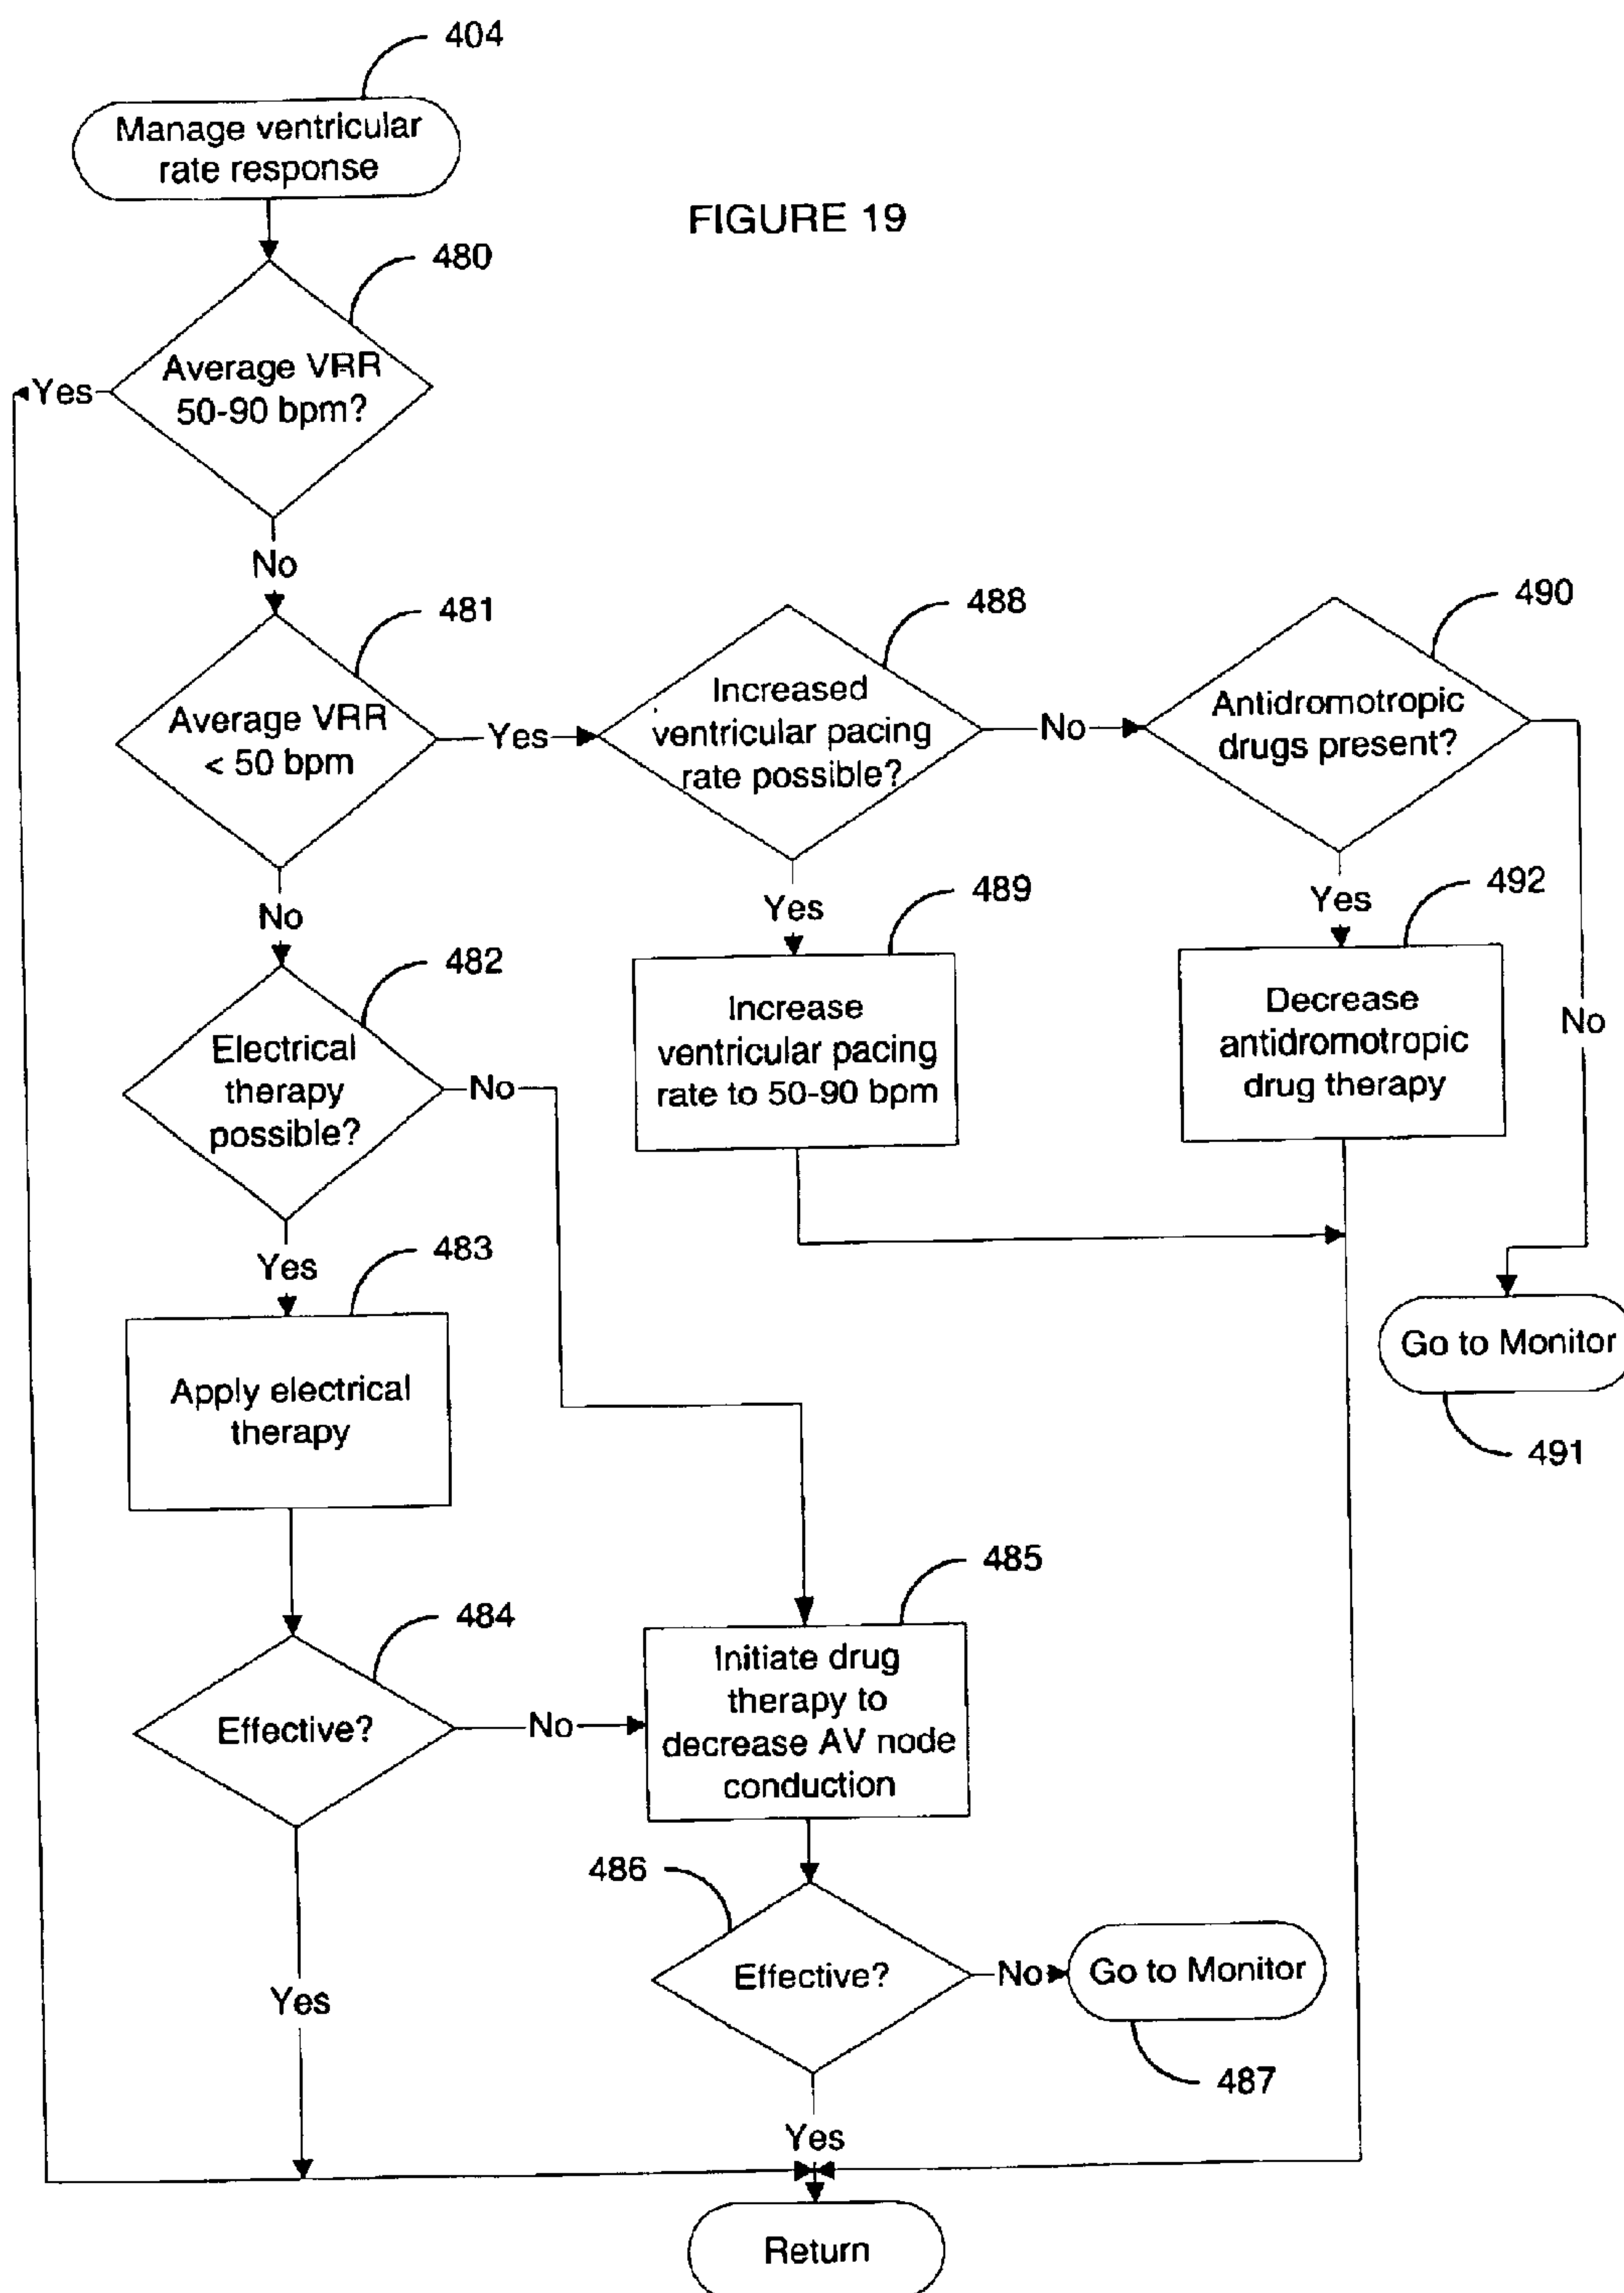 404
Manage ventricular
rate response
FIGURE 19
480
Average VRR
50-90 bpm?
Yes
No
481
Average VRR
< 50 bpm
Yes
488
Increased
ventricular pacing
rate possible?
No
490
Antidromotropic
drugs present?
No
Yes
Yes
No
489
Increase
ventricular pacing
rate to 50-90 bpm
492
Decrease
antidromotropic
drug therapy
482
Electrical
therapy
possible?
No
Yes
483
Apply electrical
therapy
Go to Monitor
491
484
Effective?
No
485
Initiate drug
therapy to
decrease AV node
conduction
486
Effective?
No
Go to Monitor
487
Yes
Yes
Return